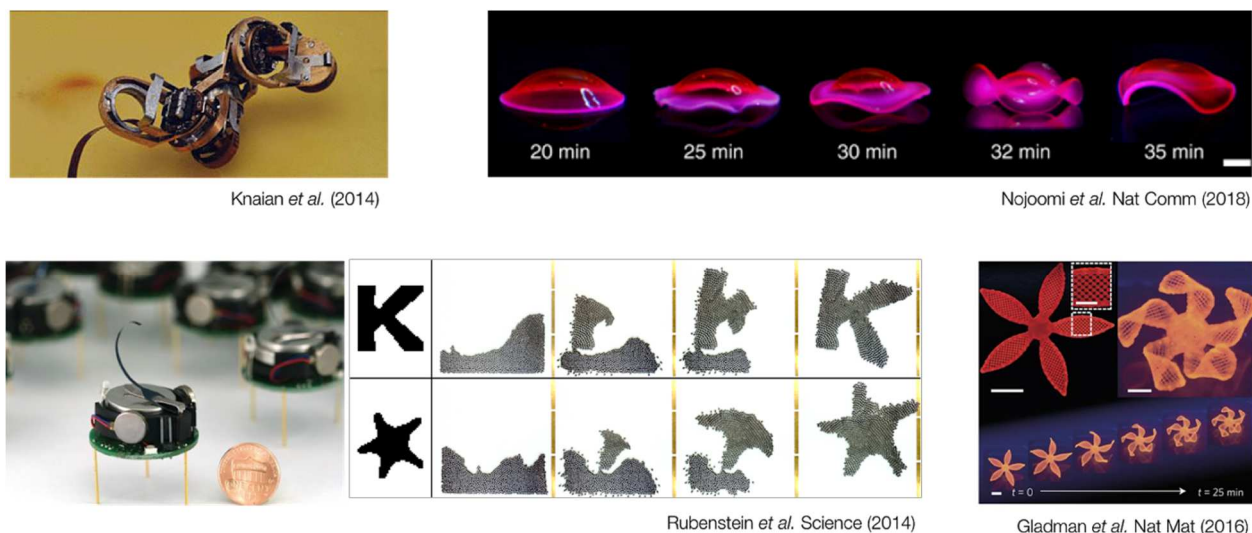 20 min
25 min
30 min
32 min
35 min
Knaian et al. (2014)
Nojoomi et al. Nat Comm (2018)
t = 0
t = 25 min
Rubenstein et al. Science (2014)
Gladman et al. Nat Mat (2016)